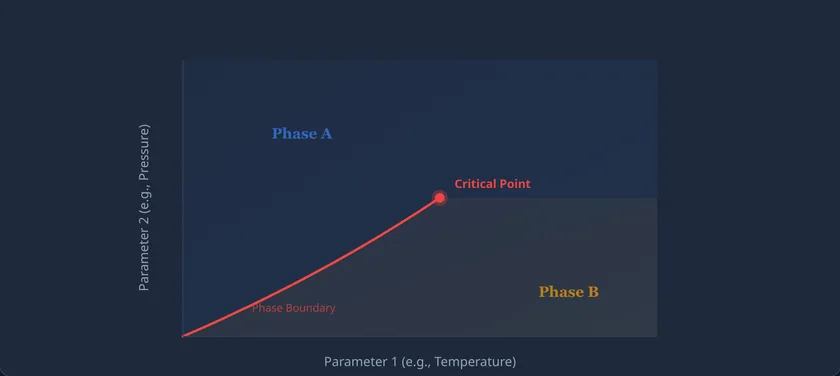 Phase A
Critical Point
Parameter 2 (e.g., Pressure)
Phase B
Phase Boundary
Parameter 1 (e.g., Temperature)